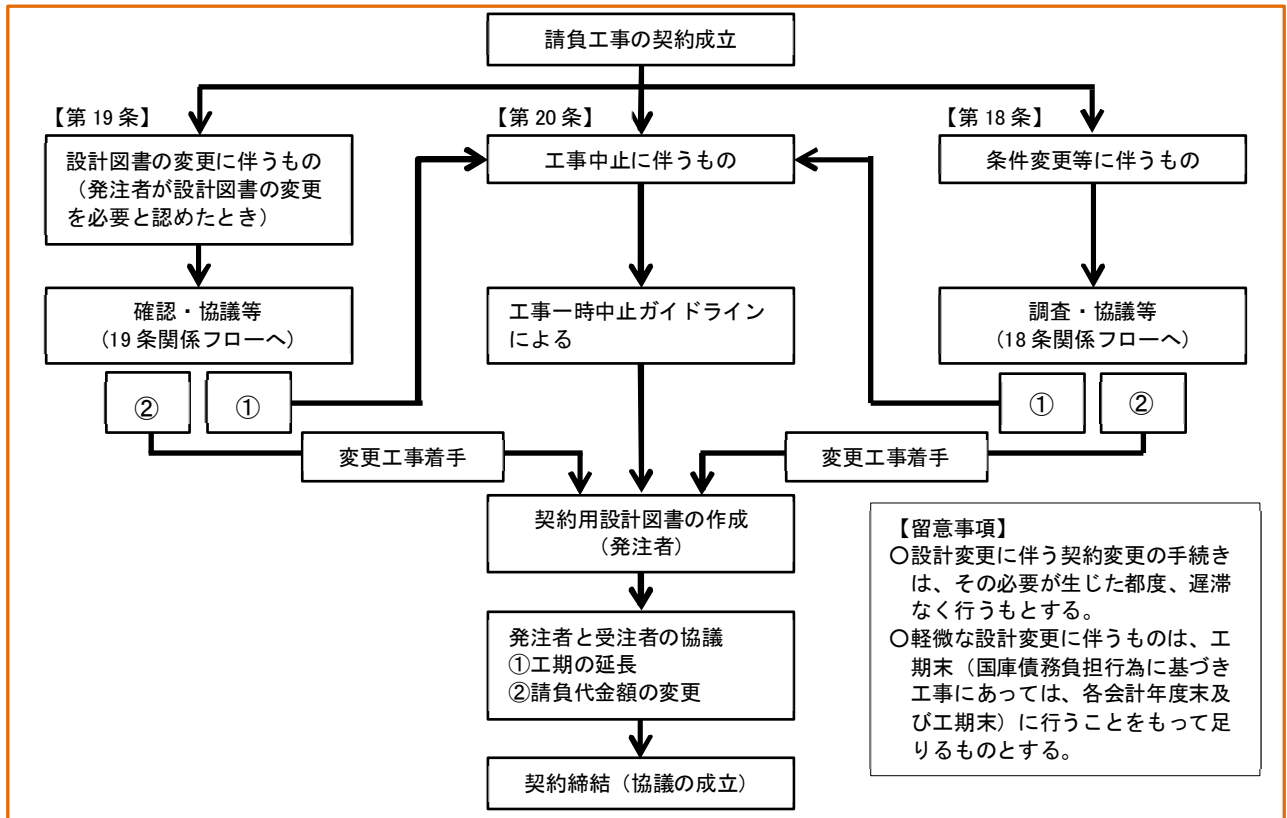 請負工事の契約成立
【第 19 条】
【第 20 条】
【第 18 条】
設計図書の変更に伴うもの
（発注者が設計図書の変更
を必要と認めたとき）
工事中止に伴うもの
条件変更等に伴うもの
確認・協議等
(19 条関係フローへ)
工事一時中止ガイドライン
による
調査・協議等
(18 条関係フローへ)
②
①
①
②
変更工事着手
変更工事着手
契約用設計図書の作成
(発注者)
発注者と受注者の協議
①工期の延長
②請負代金額の変更
契約締結（協議の成立）
【留意事項】
〇設計変更に伴う契約変更の手続き
は、その必要が生じた都度、遅滞
なく行うもとする。
〇軽微な設計変更に伴うものは、工
期末（国庫債務負担行為に基づき
工事にあっては、各会計年度末及
び工期末）に行うことをもって足
りるものとする。